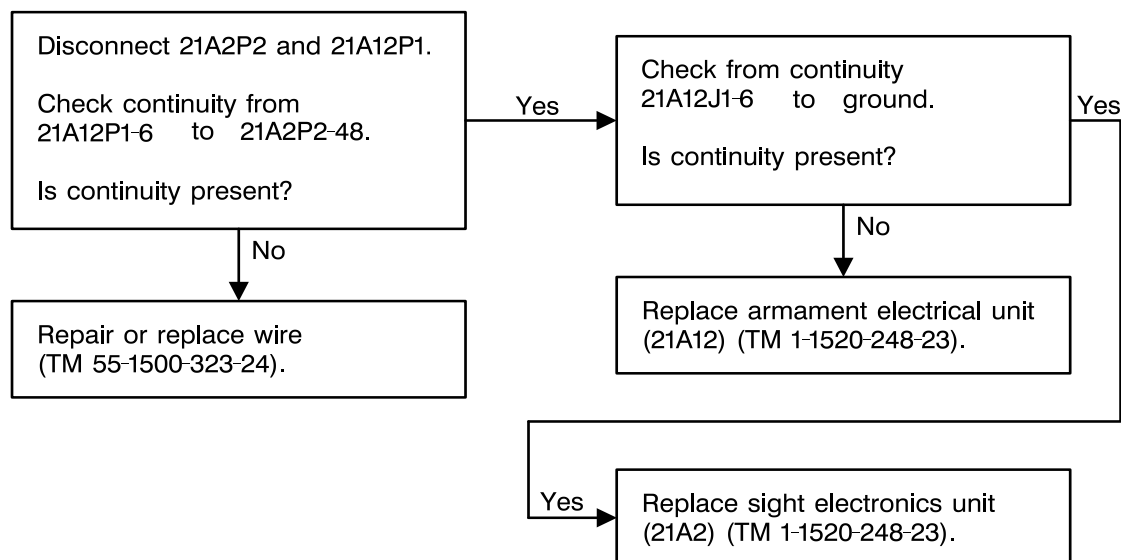 Disconnect 21A2P2 and 21A12P1.
Check continuity from
21A12P1-6 to 21A2P2-48.
Is continuity present?
Yes
Check from continuity
21A12J1-6 to ground.
Is continuity present?
Yes
No
Repair or replace wire
(TM 55-1500-323-24).
No
Replace armament electrical unit
(21A12) (TM 1-1520-248-23).
Yes
Replace sight electronics unit
(21A2) (TM 1-1520-248-23).